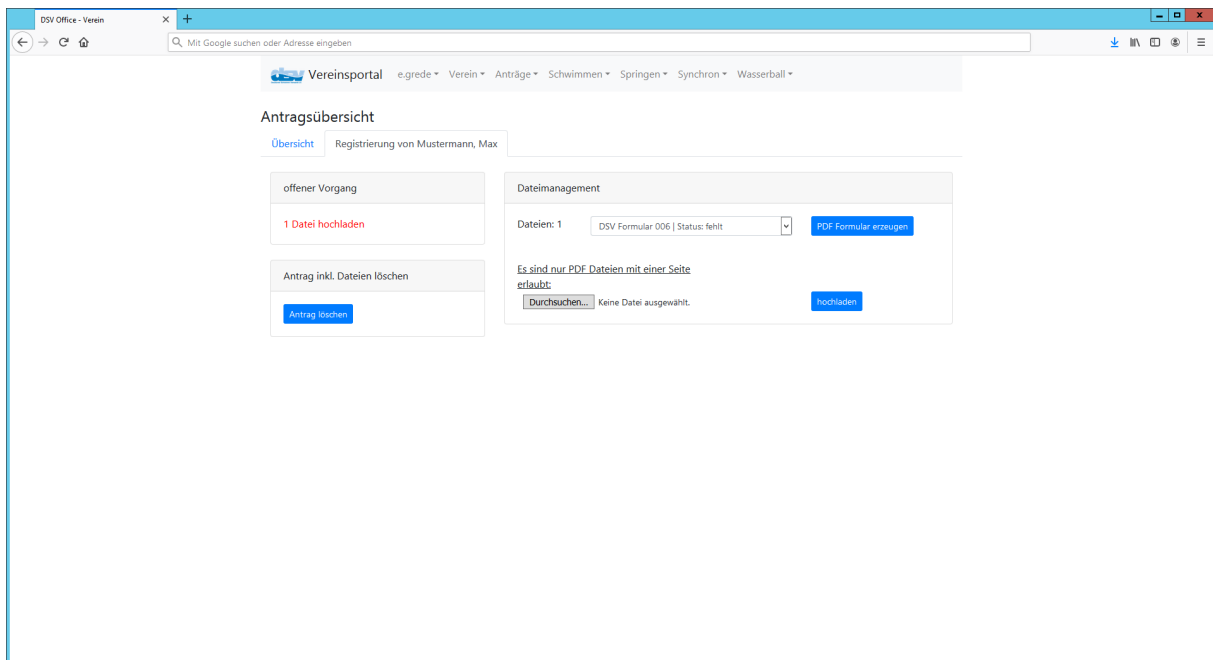 DSV Office - Verein
Mit Google suchen oder Adresse eingeben
dsv Vereinsportal e.grede Verein Anträge Schwimmen Springen Synchron Wasserball
Antragsübersicht
Übersicht Registrierung von Mustermann, Max
offener Vorgang
1 Datei hochladen
Antrag inkl. Dateien löschen
Antrag löschen
Dateimanagement
Dateien: 1 DSV Formular 006 | Status: fehlt PDF Formular erzeugen
Es sind nur PDF Dateien mit einer Seite
erlaubt:
Durchsuchen... Keine Datei ausgewählt. hochladen